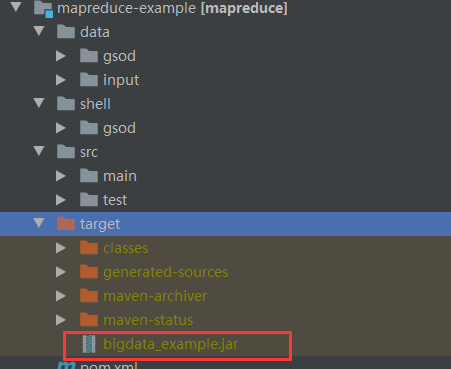 mapreduce-example [mapreduce]
data
gsod
input
shell
gsod
src
main
test
target
classes
generated-sources
maven-archiver
maven-status
bigdata_example.jar
pom.xml